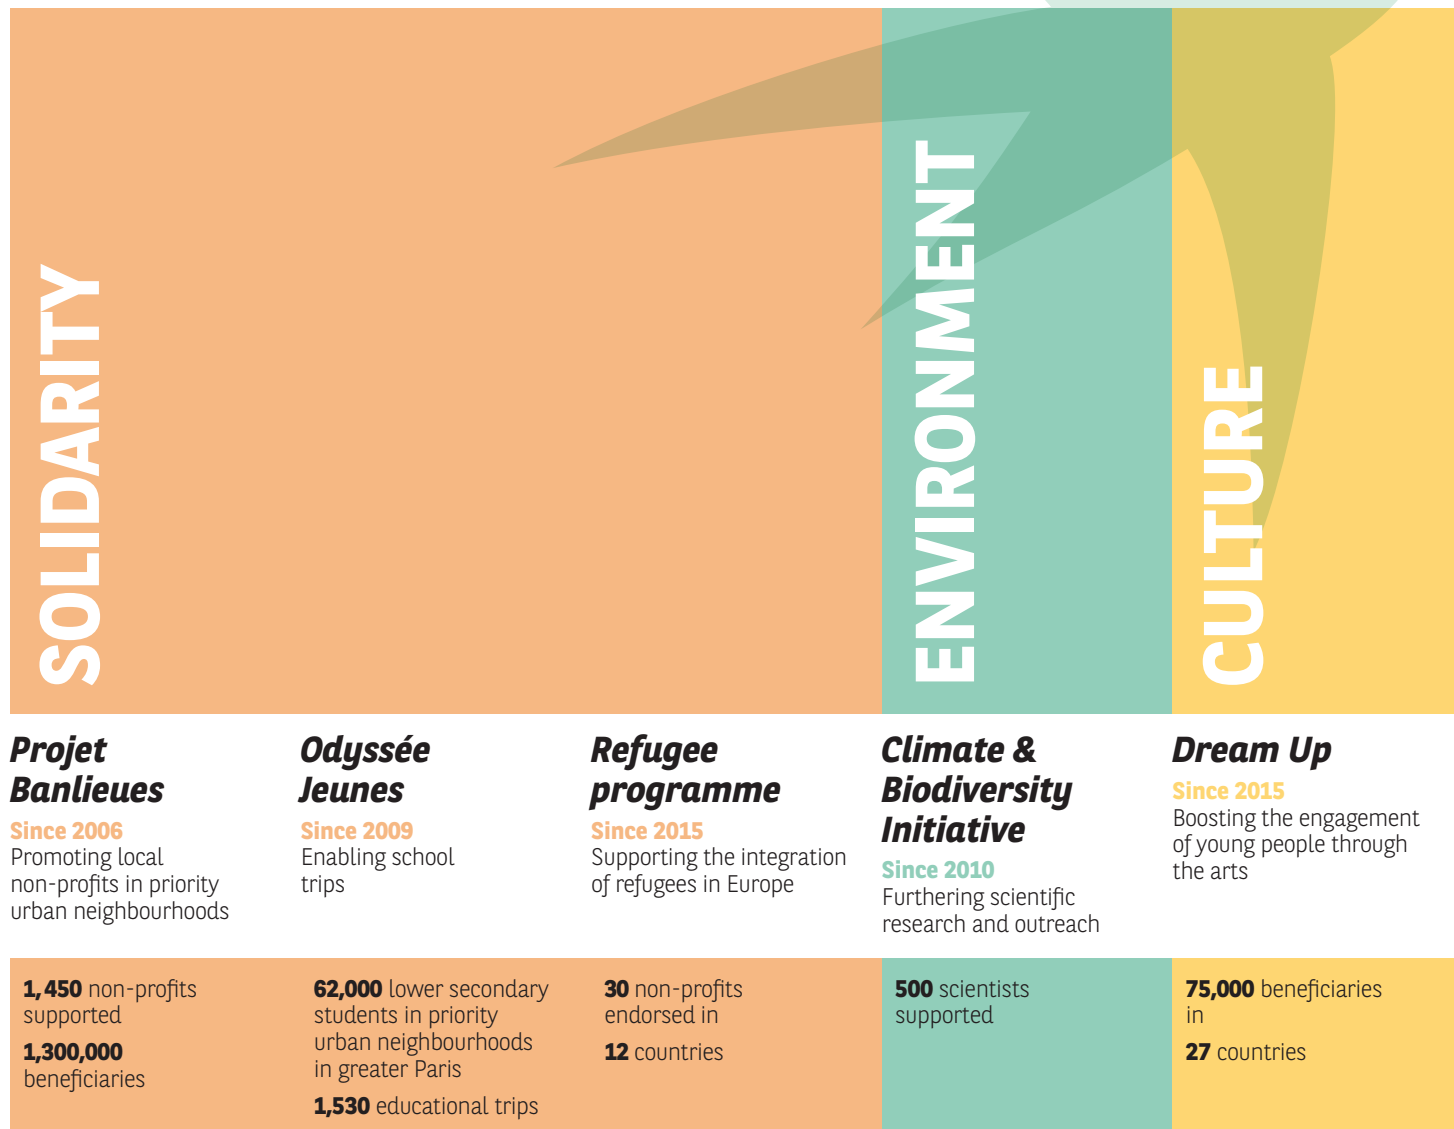 SOLIDARITY
ENVIRONMENT
CULTURE
Projet
Banlieues
Since 2006
Promoting local
non-profits in priority
urban neighbourhoods
Odyssée
Jeunes
Since 2009
Enabling school
trips
Refugee
programme
Since 2015
Supporting the integration
of refugees in Europe
Climate &
Biodiversity
Initiative
Since 2010
Furthering scientific
research and outreach
Dream Up
Since 2015
Boosting the engagement
of young people through
the arts
1,450 non-profits
supported
1,300,000
beneficiaries
62,000 lower secondary
students in priority
urban neighbourhoods
in greater Paris
1,530 educational trips
30 non-profits
endorsed in
12 countries
500 scientists
supported
75,000 beneficiaries
in
27 countries